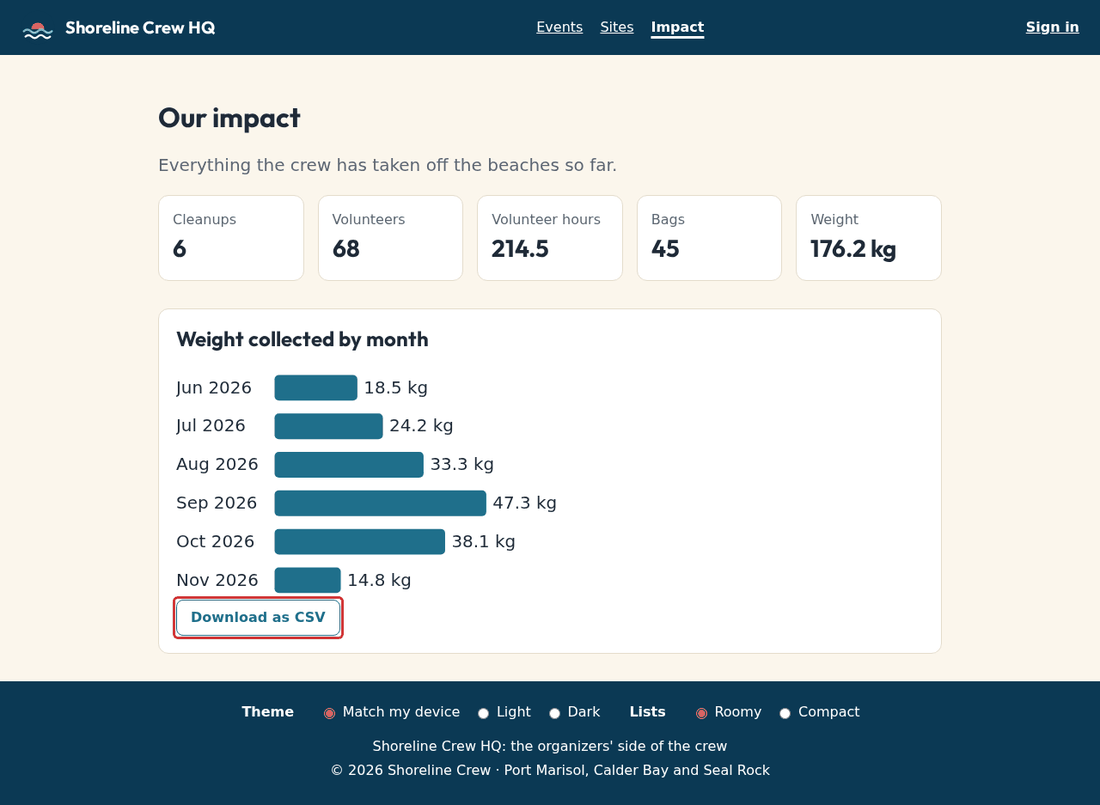 Shoreline Crew HQ
Events Sites Impact
Sign in
Our impact
Everything the crew has taken off the beaches so far.
Cleanups
6
Volunteers
68
Volunteer hours
214.5
Bags
45
Weight
176.2 kg
Weight collected by month
Jun 2026 18.5 kg
Jul 2026 24.2 kg
Aug 2026 33.3 kg
Sep 2026 47.3 kg
Oct 2026 38.1 kg
Nov 2026 14.8 kg
Download as CSV
Theme Match my device Light Dark Lists Roomy Compact
Shoreline Crew HQ: the organizers' side of the crew
© 2026 Shoreline Crew · Port Marisol, Calder Bay and Seal Rock